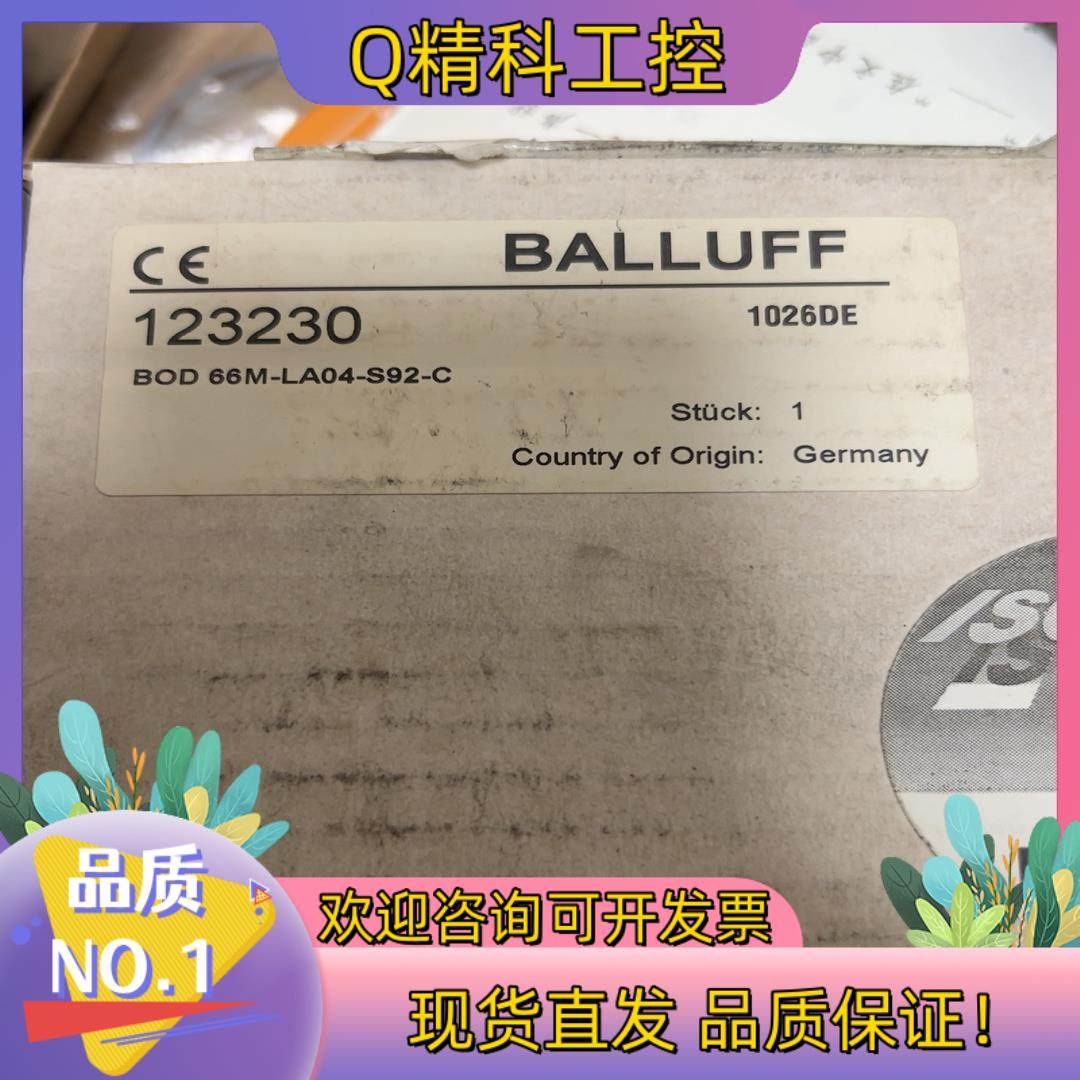 Q精科工控
CE
BALLUFF
123230
1026DE
BOD 66M-LA04-S92-C
Stück: 1
Country of Origin: Germany
品质
NO.1
欢迎咨询可开发票
现货直发 品质保证!